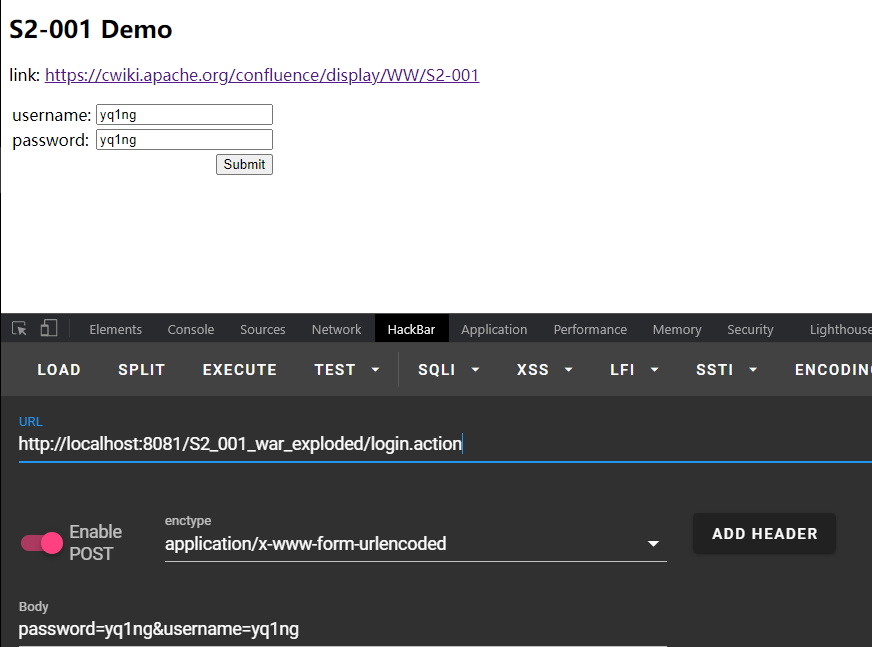 S2-001 Demo
link: https://cwiki.apache.org/confluence/display/WW/S2-001
username: yq1ng
password: yq1ng
Submit
Elements Console Sources Network HackBar Application Performance Memory Security Lighthouse
LOAD SPLIT EXECUTE TEST SQLI XSS LFI SSTI ENCODIN
URL
http://localhost:8081/S2_001_war_exploded/login.action
Enable
POST
enctype
application/x-www-form-urlencoded
ADD HEADER
Body
password=yq1ng&username=yq1ng